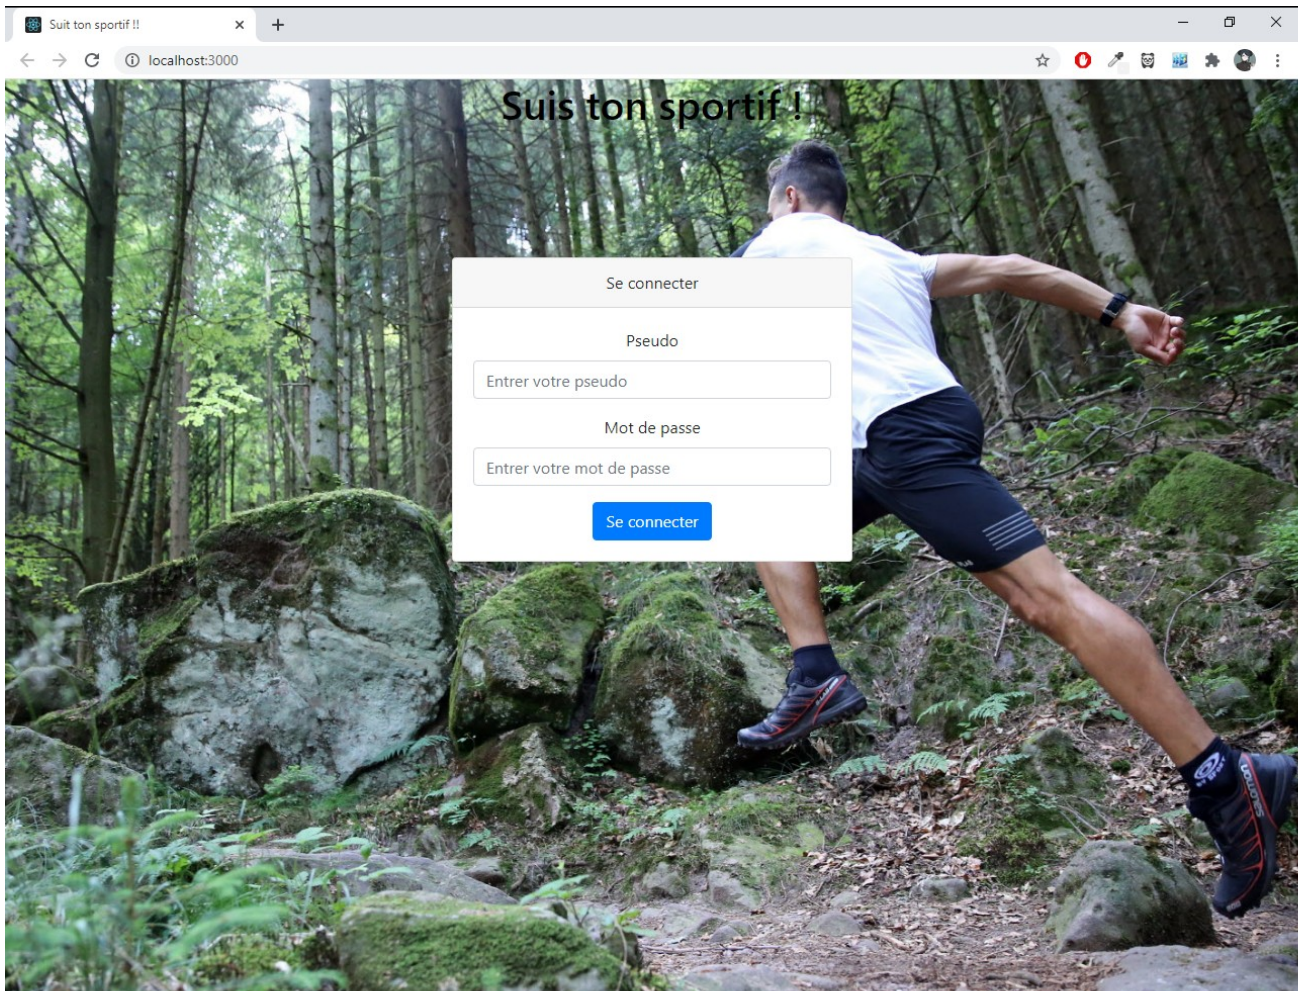 Suit ton sportif !!
localhost:3000
Suis ton sportif !
Se connecter
Pseudo
Entrer votre pseudo
Mot de passe
Entrer votre mot de passe
Se connecter
SALOMON